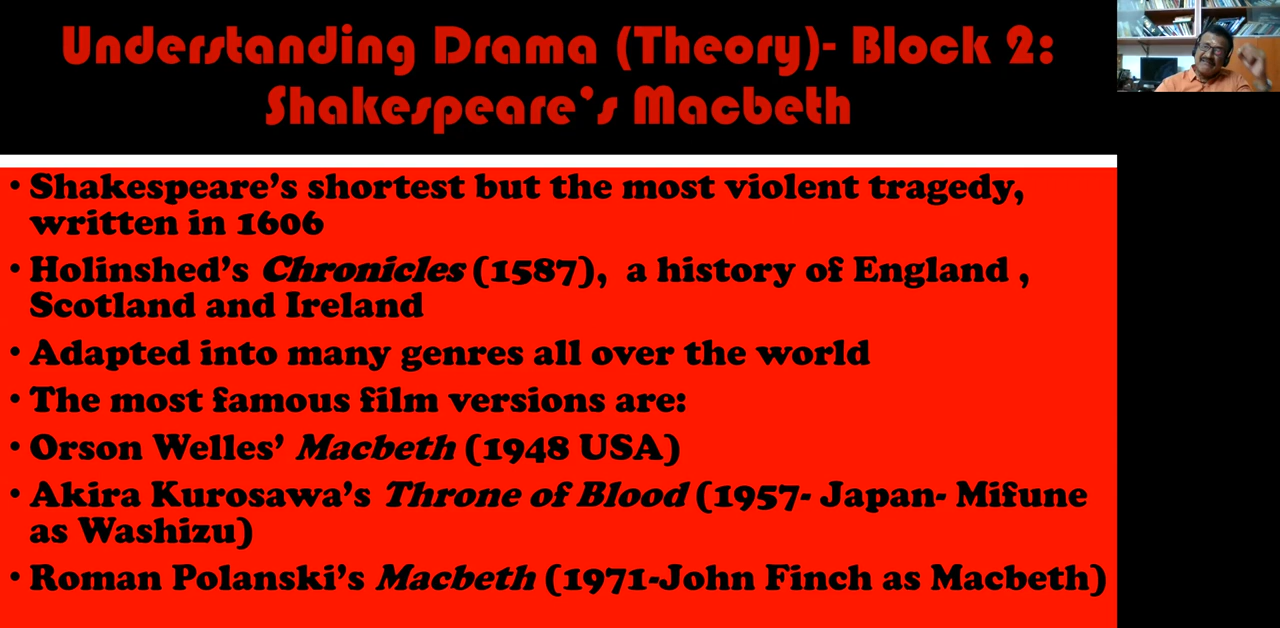 Understanding Drama (Theory)- Block 2:
Shakespeare's Macbeth
• Shakespeare's shortest but the most violent tragedy,
written in 1606
• Holinshed's Chronicles (1587), a history of England ,
Scotland and Ireland
• Adapted into many genres all over the world
• The most famous film versions are:
• Orson Welles' Macbeth (1948 USA)
• Akira Kurosawa's Throne of Blood (1957- Japan- Mifune
as Washizu)
• Roman Polanski's Macbeth (1971-John Finch as Macbeth)